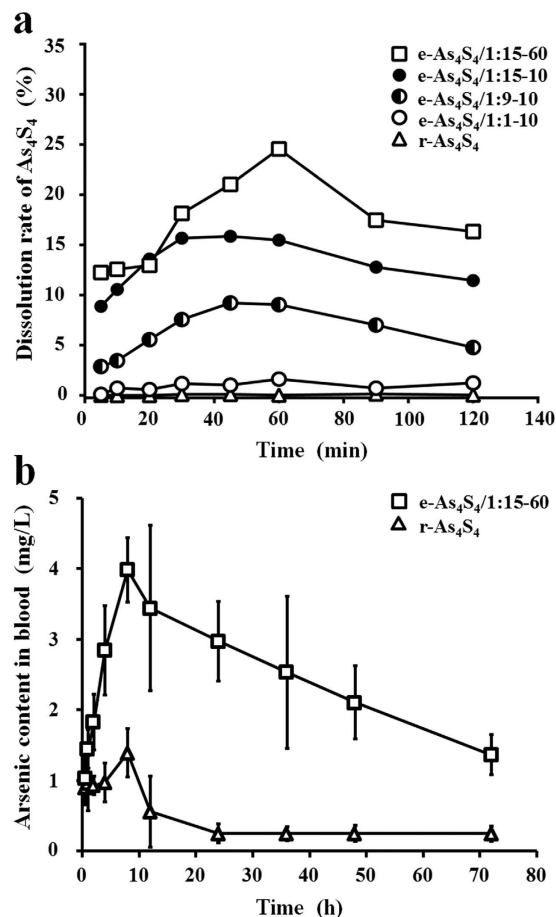 a
Dissolution rate of As₄S₄ (%)
35
30
25
20
15
10
5
0
e-As₄S₄/1:15-60
e-As₄S₄/1:15-10
e-As₄S₄/1:9-10
e-As₄S₄/1:1-10
r-As₄S₄
0 20 40 60 80 100 120 140
Time (min)
b
Arsenic content in blood (mg/L)
5
4
3
2
1
0
e-As₄S₄/1:15-60
r-As₄S₄
0 10 20 30 40 50 60 70 80
Time (h)